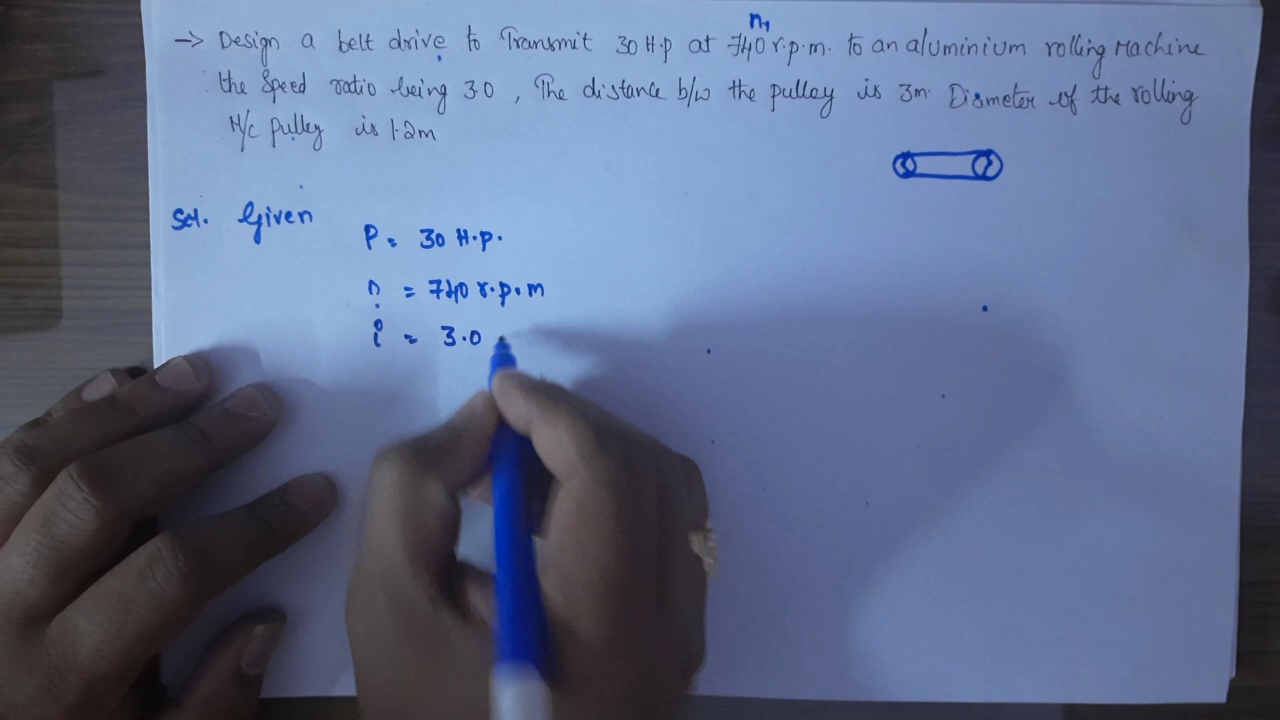 n₁
→ Design a belt drive to Transmit 30 H.p at 740 r.p.m. to an aluminium rolling Machine
the Speed ratio being 3.0 , The distance b/w the pulley is 3m. Diameter of the rolling
M/c pulley is 1.2m
Sol. Given
P = 30 H.p.
n = 740 r.p.m
i = 3.0